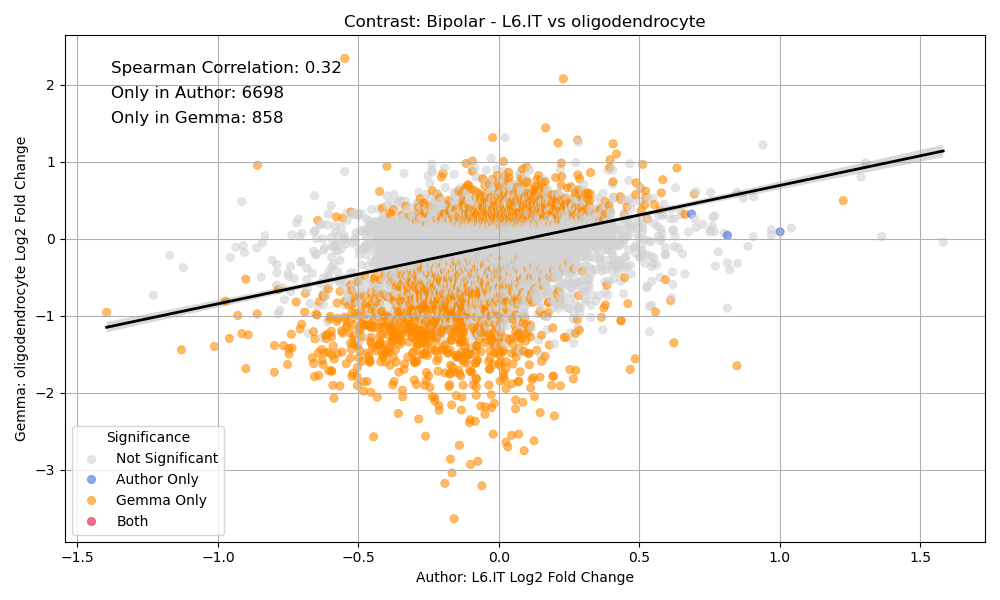 Contrast: Bipolar - L6.IT vs oligodendrocyte
Spearman Correlation: 0.32
Only in Author: 6698
Only in Gemma: 858
Gemma: oligodendrocyte Log2 Fold Change
2
1
0
−1
−2
−3
Significance
Not Significant
Author Only
Gemma Only
Both
−1.5 −1.0 −0.5 0.0 0.5 1.0 1.5
Author: L6.IT Log2 Fold Change